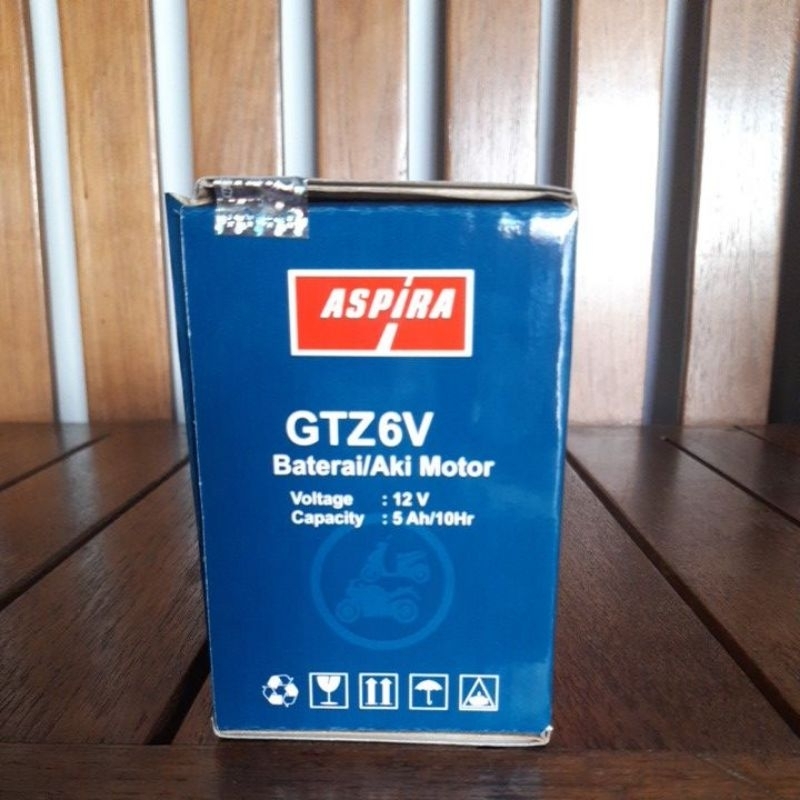 ASPiRA
GTZ6V
Baterai/Aki Motor
Voltage : 12 V
Capacity : 5 Ah/10Hr